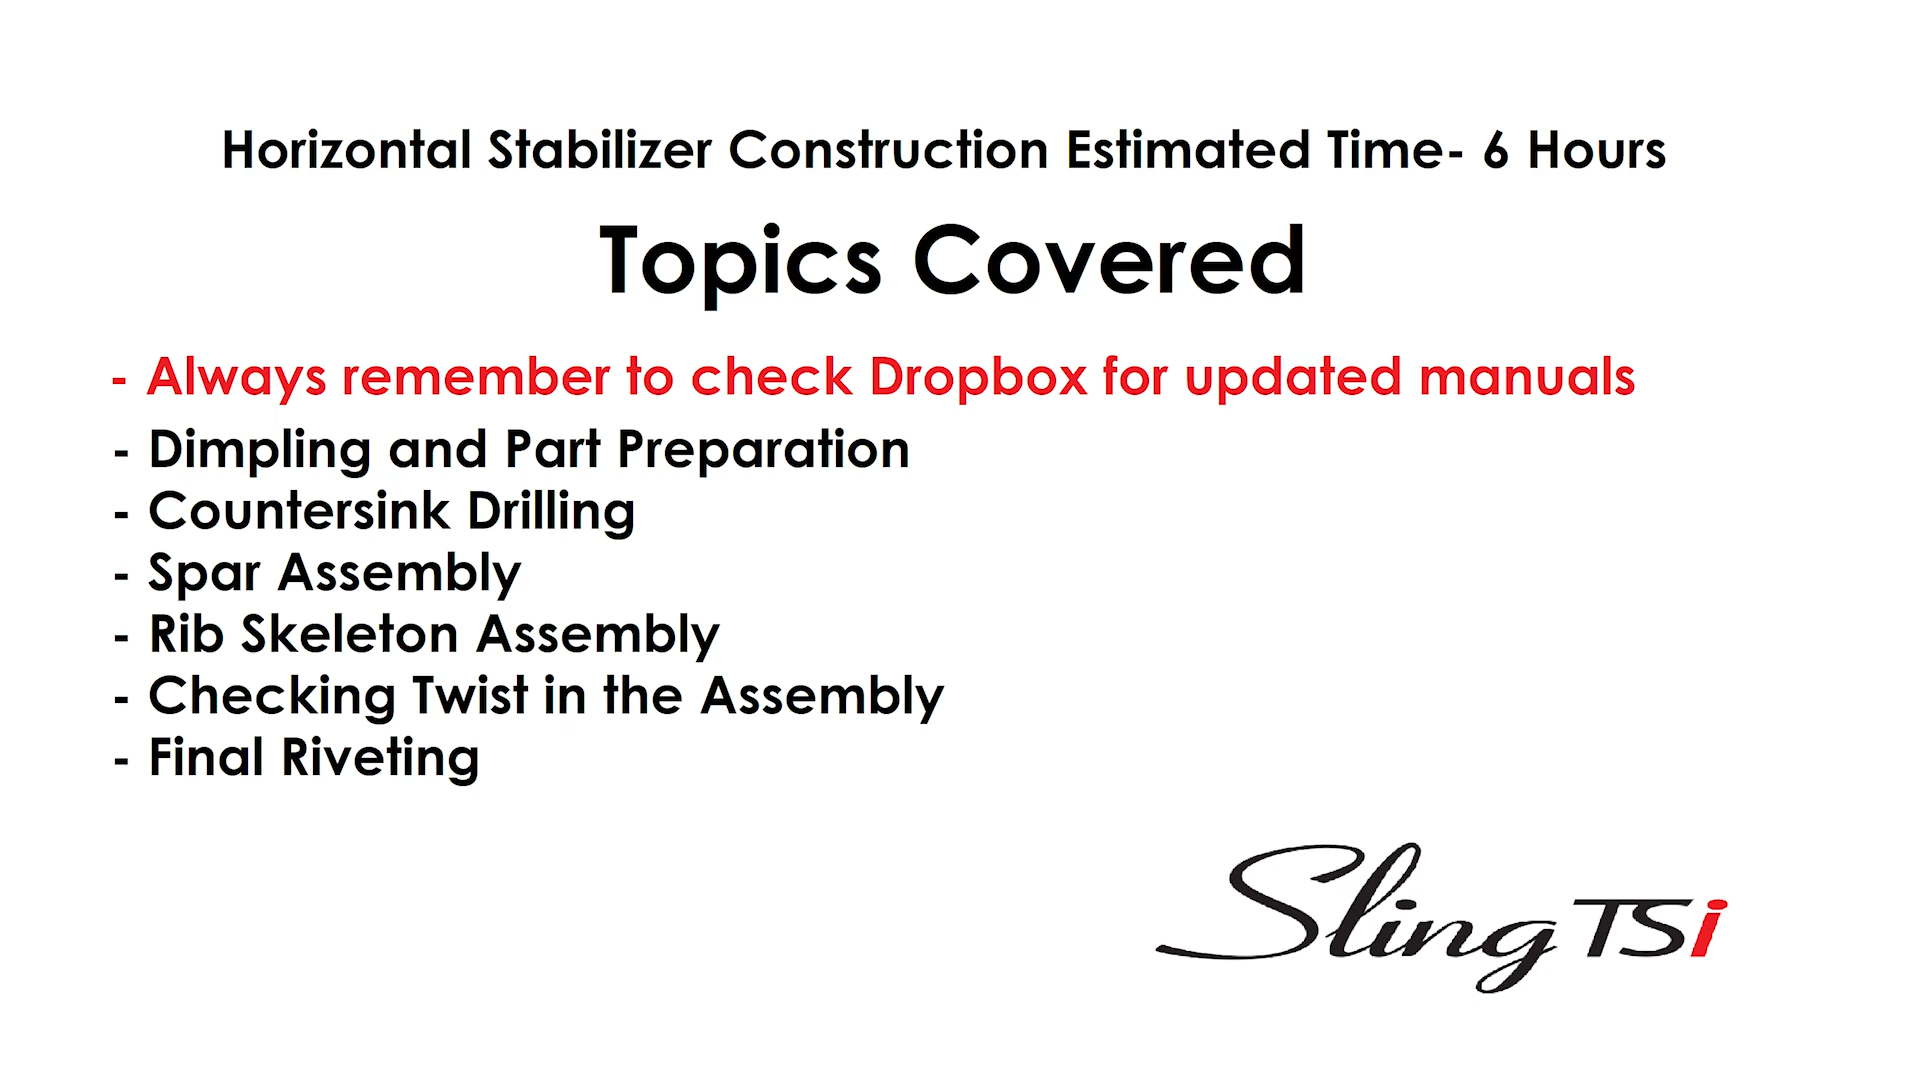 Horizontal Stabilizer Construction Estimated Time- 6 Hours
Topics Covered
- Always remember to check Dropbox for updated manuals
- Dimpling and Part Preparation
- Countersink Drilling
- Spar Assembly
- Rib Skeleton Assembly
- Checking Twist in the Assembly
- Final Riveting
Sling TSi